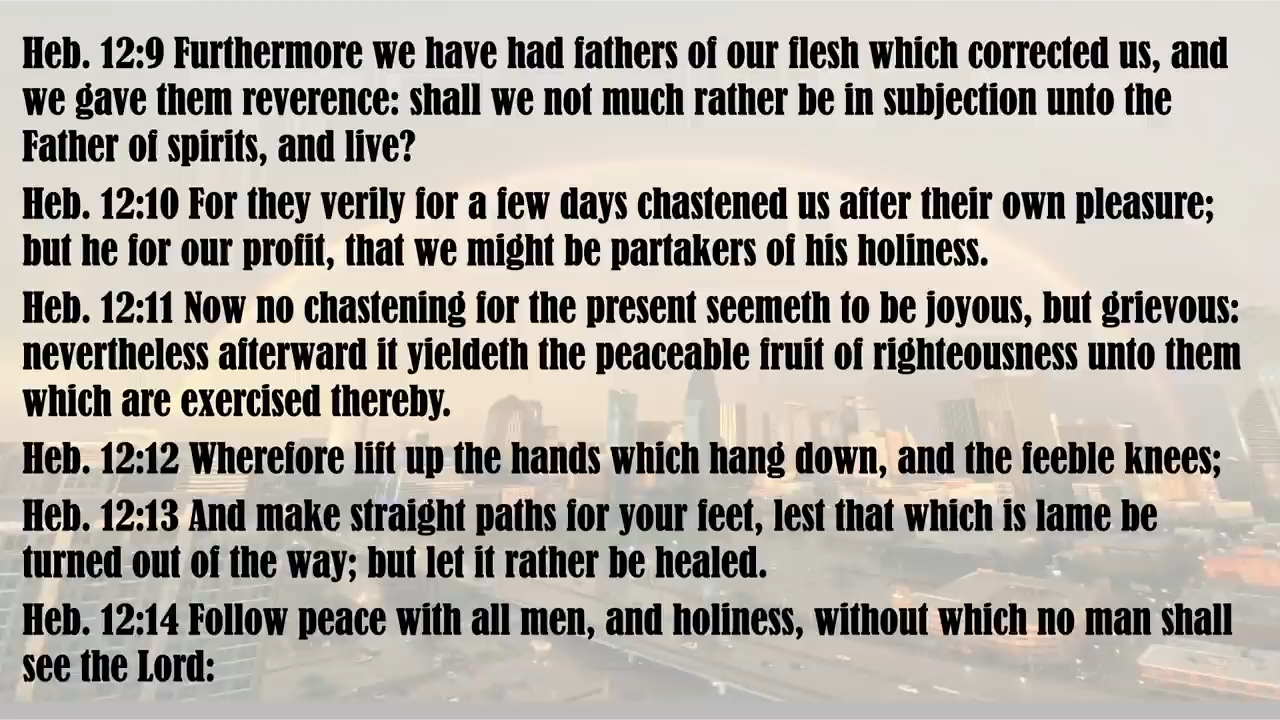 Heb. 12:9 Furthermore we have had fathers of our flesh which corrected us, and
we gave them reverence: shall we not much rather be in subjection unto the
Father of spirits, and live?
Heb. 12:10 For they verily for a few days chastened us after their own pleasure;
but he for our profit, that we might be partakers of his holiness.
Heb. 12:11 Now no chastening for the present seemeth to be joyous, but grievous:
nevertheless afterward it yieldeth the peaceable fruit of righteousness unto them
which are exercised thereby.
Heb. 12:12 Wherefore lift up the hands which hang down, and the feeble knees;
Heb. 12:13 And make straight paths for your feet, lest that which is lame be
turned out of the way; but let it rather be healed.
Heb. 12:14 Follow peace with all men, and holiness, without which no man shall
see the Lord: